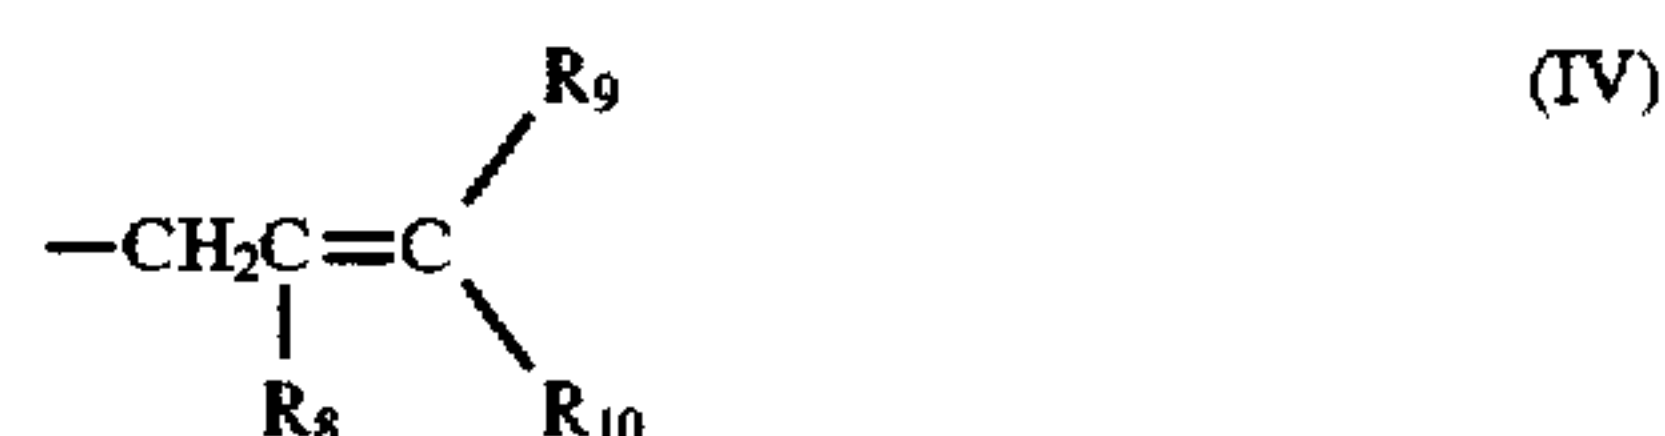 R₉ (IV)
—CH₂C=C
R₈ R₁₀